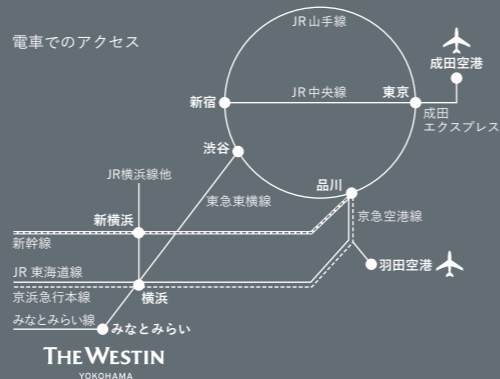 電車でのアクセス
JR山手線
成田空港
新宿
JR中央線
東京
成田
エクスプレス
渋谷
JR横浜線他
品川
東急東横線
新横浜
京急空港線
新幹線
羽田空港
JR 東海道線
横浜
京浜急行本線
みなとみらい線
みなとみらい
THE WESTIN
YOKOHAMA